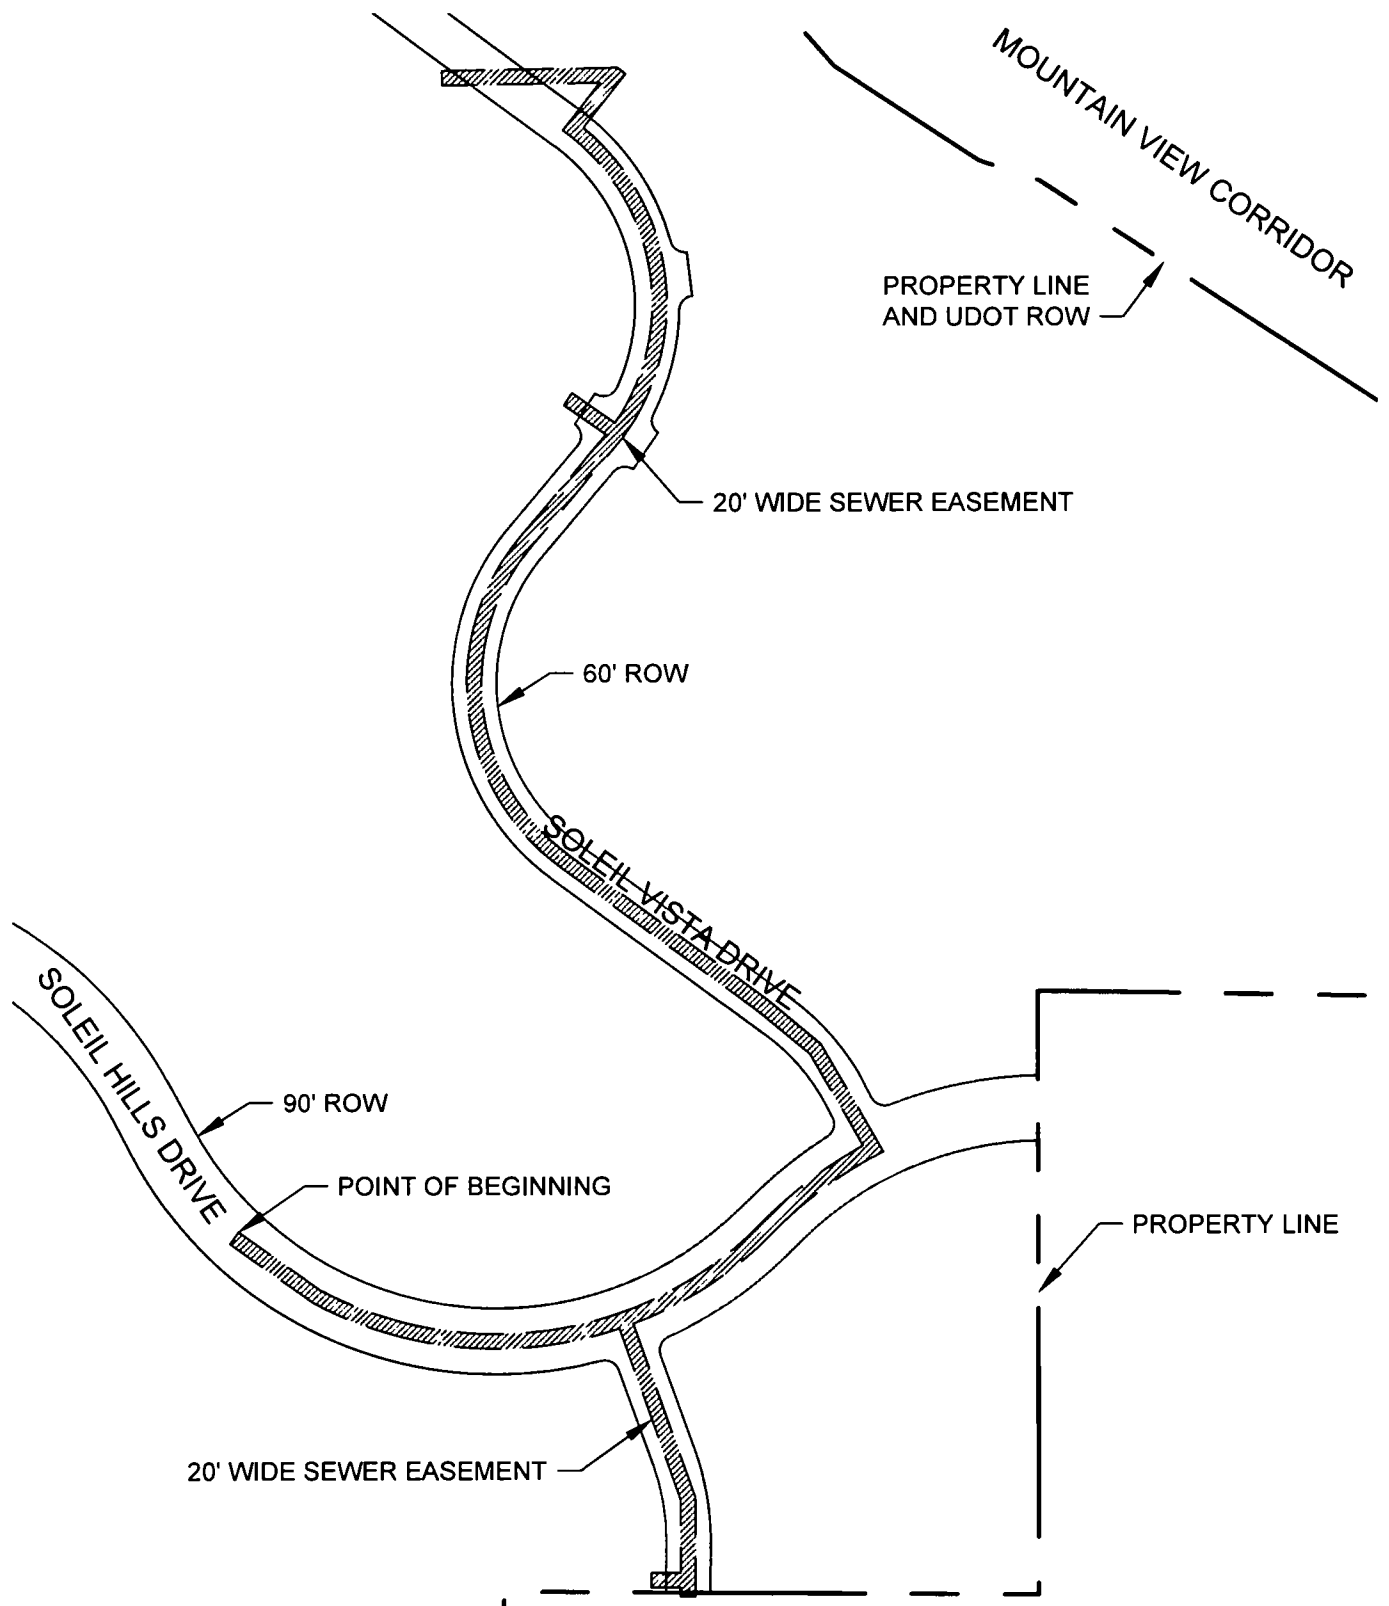 MOUNTAIN VIEW CORRIDOR
PROPERTY LINE
AND UDOT ROW
20' WIDE SEWER EASEMENT
60' ROW
SOLEIL VISTA DRIVE
SOLEIL HILLS DRIVE
90' ROW
POINT OF BEGINNING
PROPERTY LINE
20' WIDE SEWER EASEMENT